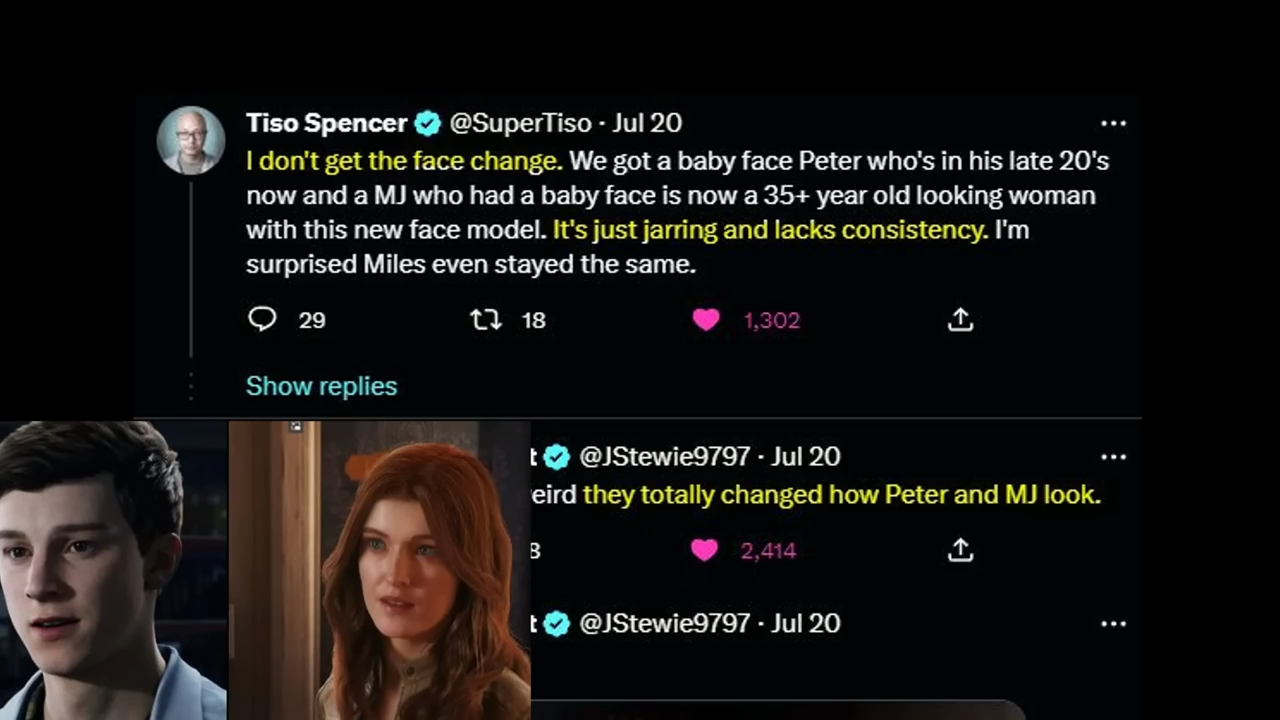 Tiso Spencer @SuperTiso · Jul 20
I don't get the face change. We got a baby face Peter who's in his late 20's
now and a MJ who had a baby face is now a 35+ year old looking woman
with this new face model. It's just jarring and lacks consistency. I'm
surprised Miles even stayed the same.
29 18 1,302
Show replies
t @JStewie9797 · Jul 20
eird they totally changed how Peter and MJ look.
8 2,414
t @JStewie9797 · Jul 20